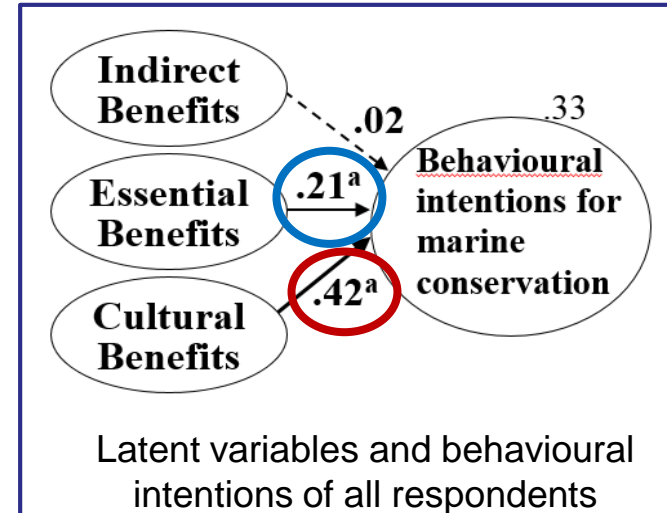 Indirect
Benefits
.02
.33
Essential
Benefits
.21ᵃ
Behavioural
intentions for
marine
conservation
Cultural
Benefits
.42ᵃ
Latent variables and behavioural
intentions of all respondents